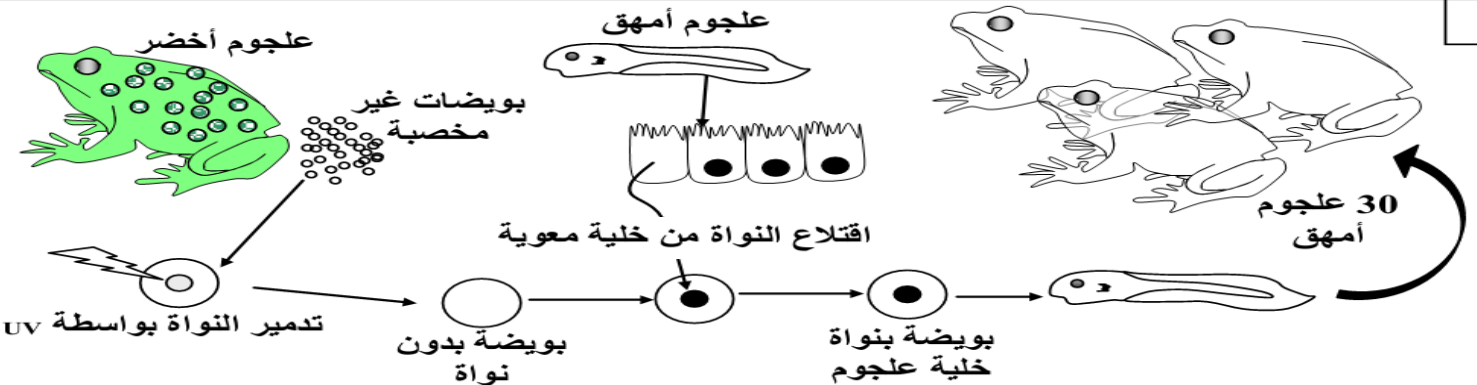 علجوم أخضر
علجوم أمهق
بويضات غير
مخصبة
30 علجوم
أمهق
اقتلاع النواة من خلية معوية
تدمير النواة بواسطة UV
بويضة بدون
نواة
بويضة بنواة
خلية علجوم